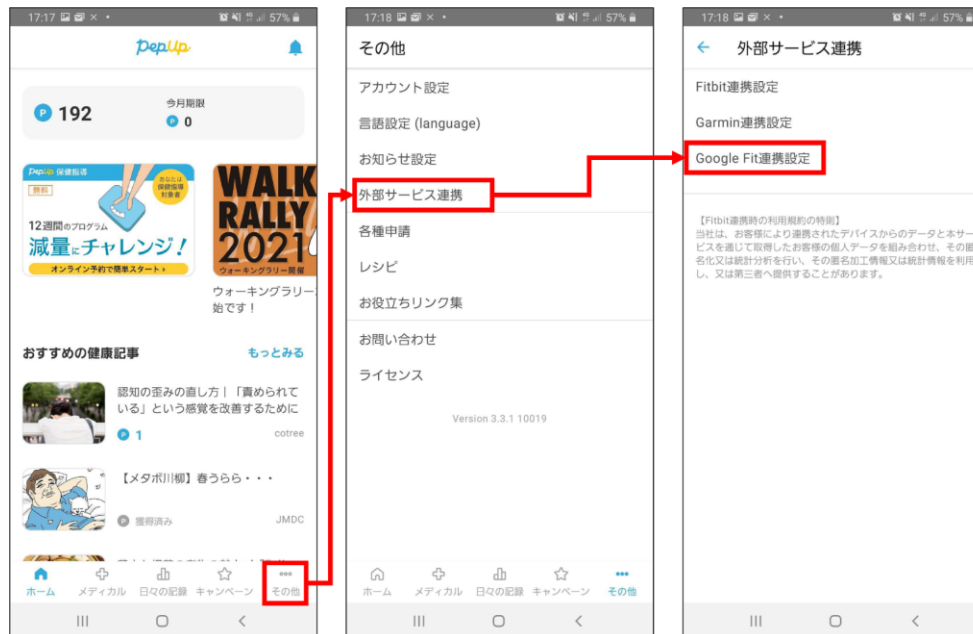 17:17
57%
PepUp
192
今月期限
0
PepUp 保健指導
無料
あなたは
保健指導
対象者
12週間のプログラム
減量にチャレンジ！
オンライン予約で簡単スタート
WALK
RALLY
2021
ウォーキングラリー開催
ウォーキングラリー
始です！
おすすめの健康記事
もっとみる
認知の歪みの直し方｜「責められて
いる」という感覚を改善するために
P 1
cotree
【メタボ川柳】春うらら・・・
P 獲得済み
JMDC
ホーム
メディカル
日々の記録
キャンペーン
その他
17:18
57%
その他
アカウント設定
言語設定 (language)
お知らせ設定
外部サービス連携
各種申請
レシピ
お役立ちリンク集
お問い合わせ
ライセンス
Version 3.3.1 10019
ホーム
メディカル
日々の記録
キャンペーン
その他
17:18
57%
外部サービス連携
Fitbit連携設定
Garmin連携設定
Google Fit連携設定
【Fitbit連携時の利用規約の特則】
当社は、お客様により連携されたデバイスからのデータと本サー
ビスを通じて取得したお客様の個人データを組み合わせ、その匿
名化又は統計分析を行い、その匿名加工情報又は統計情報を利用
し、又は第三者へ提供することがあります。